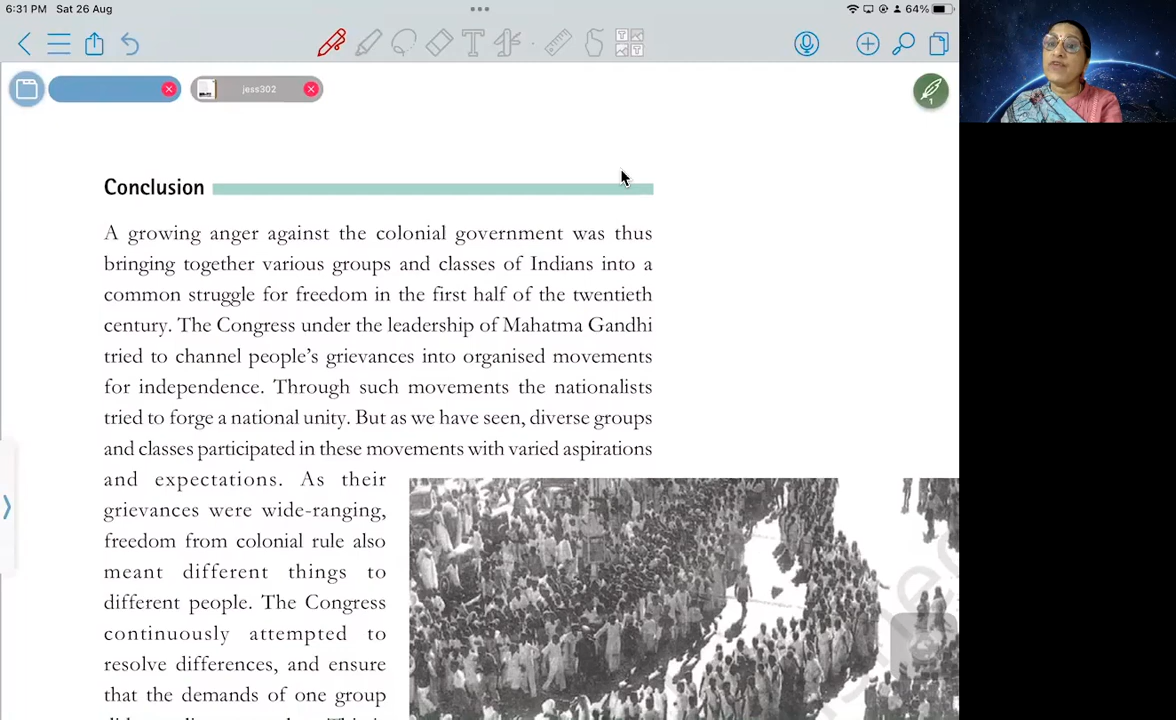 6:31 PM Sat 26 Aug
64%
jess302
1
Conclusion
A growing anger against the colonial government was thus
bringing together various groups and classes of Indians into a
common struggle for freedom in the first half of the twentieth
century. The Congress under the leadership of Mahatma Gandhi
tried to channel people's grievances into organised movements
for independence. Through such movements the nationalists
tried to forge a national unity. But as we have seen, diverse groups
and classes participated in these movements with varied aspirations
and expectations. As their
grievances were wide-ranging,
freedom from colonial rule also
meant different things to
different people. The Congress
continuously attempted to
resolve differences, and ensure
that the demands of one group